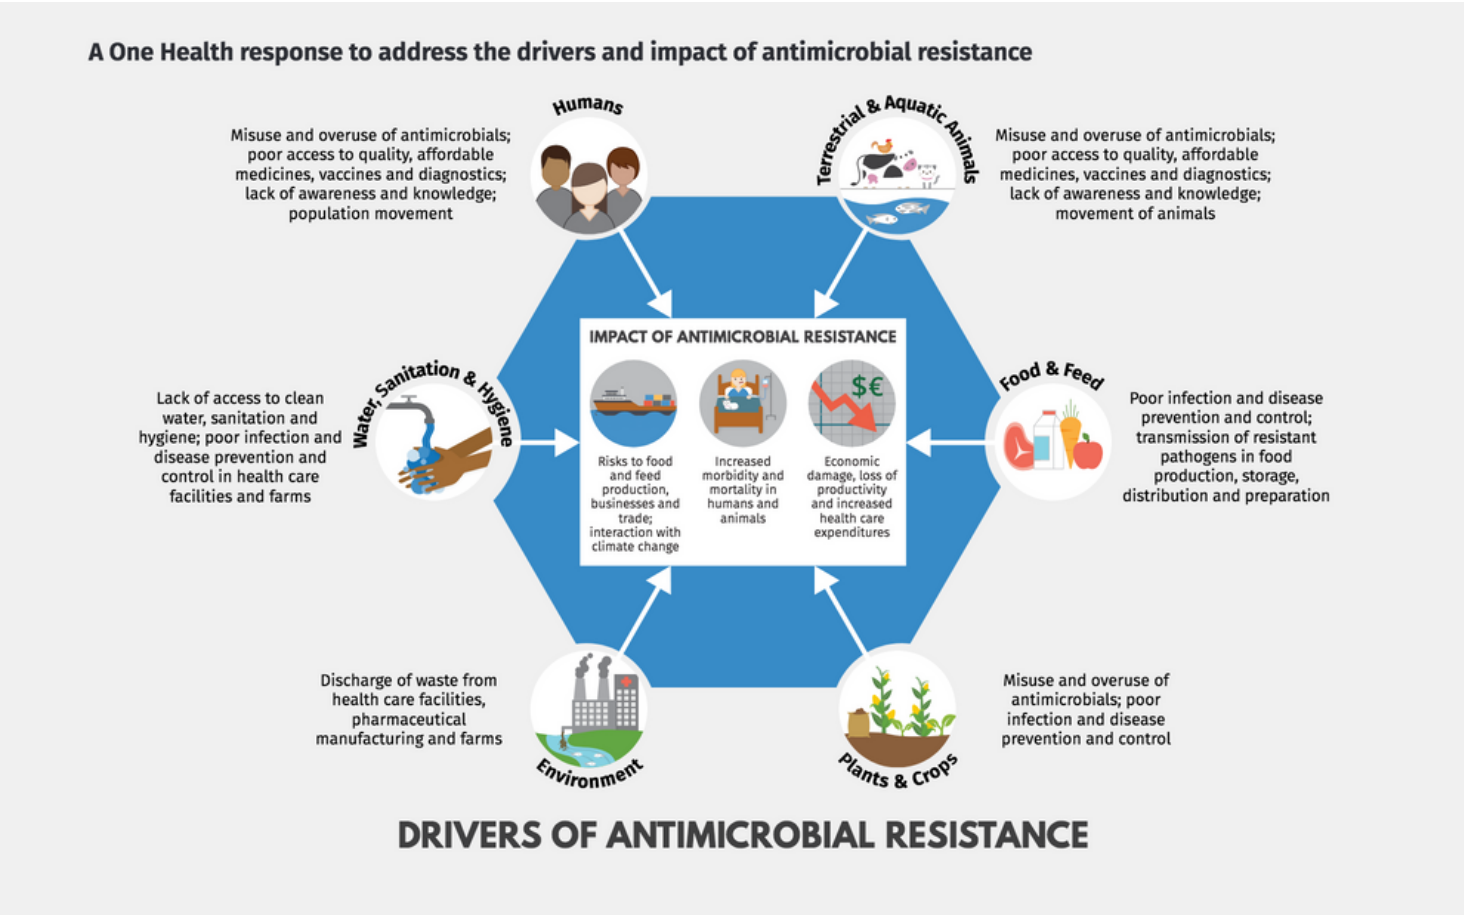 A One Health response to address the drivers and impact of antimicrobial resistance
Humans
Misuse and overuse of antimicrobials;
poor access to quality, affordable
medicines, vaccines and diagnostics;
lack of awareness and knowledge;
population movement
Terrestrial & Aquatic Animals
Misuse and overuse of antimicrobials;
poor access to quality, affordable
medicines, vaccines and diagnostics;
lack of awareness and knowledge;
movement of animals
Water, Sanitation & Hygiene
Lack of access to clean
water, sanitation and
hygiene; poor infection and
disease prevention and
control in health care
facilities and farms
IMPACT OF ANTIMICROBIAL RESISTANCE
Risks to food
and feed
production,
businesses and
trade;
interaction with
climate change
Increased
morbidity and
mortality in
humans and
animals
$€
Economic
damage, loss of
productivity
and increased
health care
expenditures
Food & Feed
Poor infection and disease
prevention and control;
transmission of resistant
pathogens in food
production, storage,
distribution and preparation
Discharge of waste from
health care facilities,
pharmaceutical
manufacturing and farms
Environment
Plants & Crops
Misuse and overuse of
antimicrobials; poor
infection and disease
prevention and control
DRIVERS OF ANTIMICROBIAL RESISTANCE